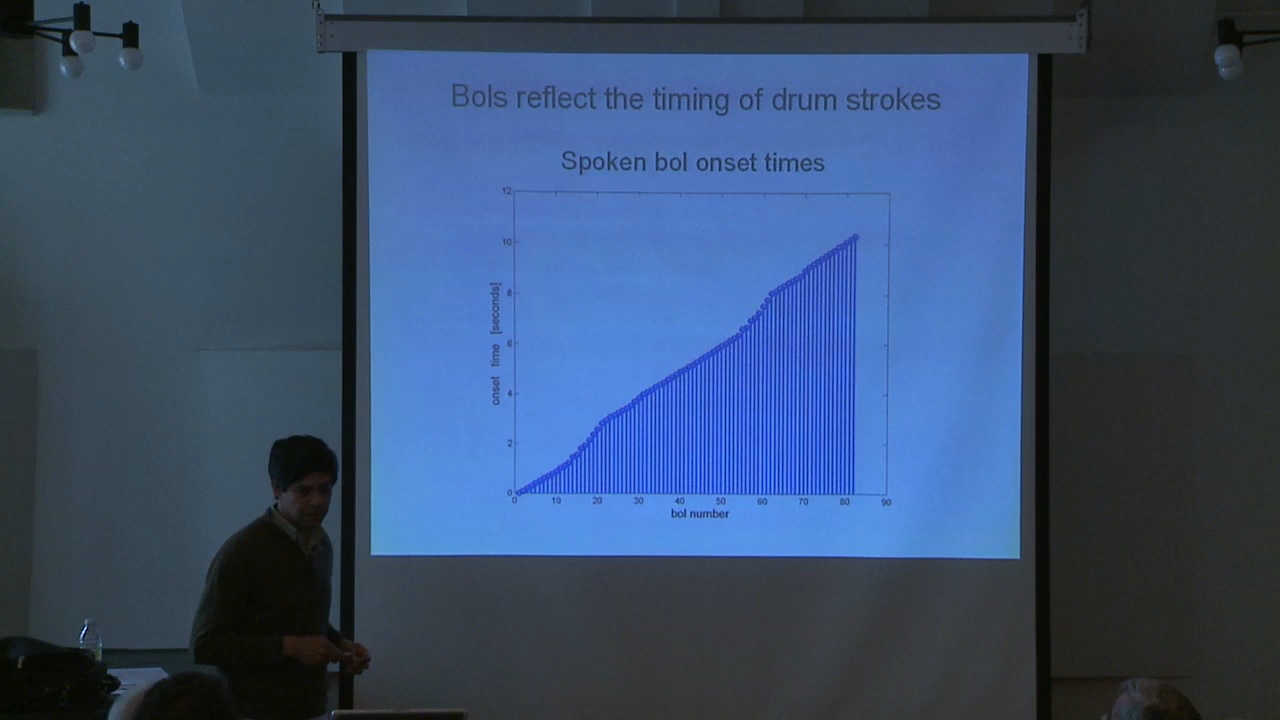 Bols reflect the timing of drum strokes
Spoken bol onset times
12
10
8
6
4
2
0
onset time [seconds]
0 10 20 30 40 50 60 70 80 90
bol number